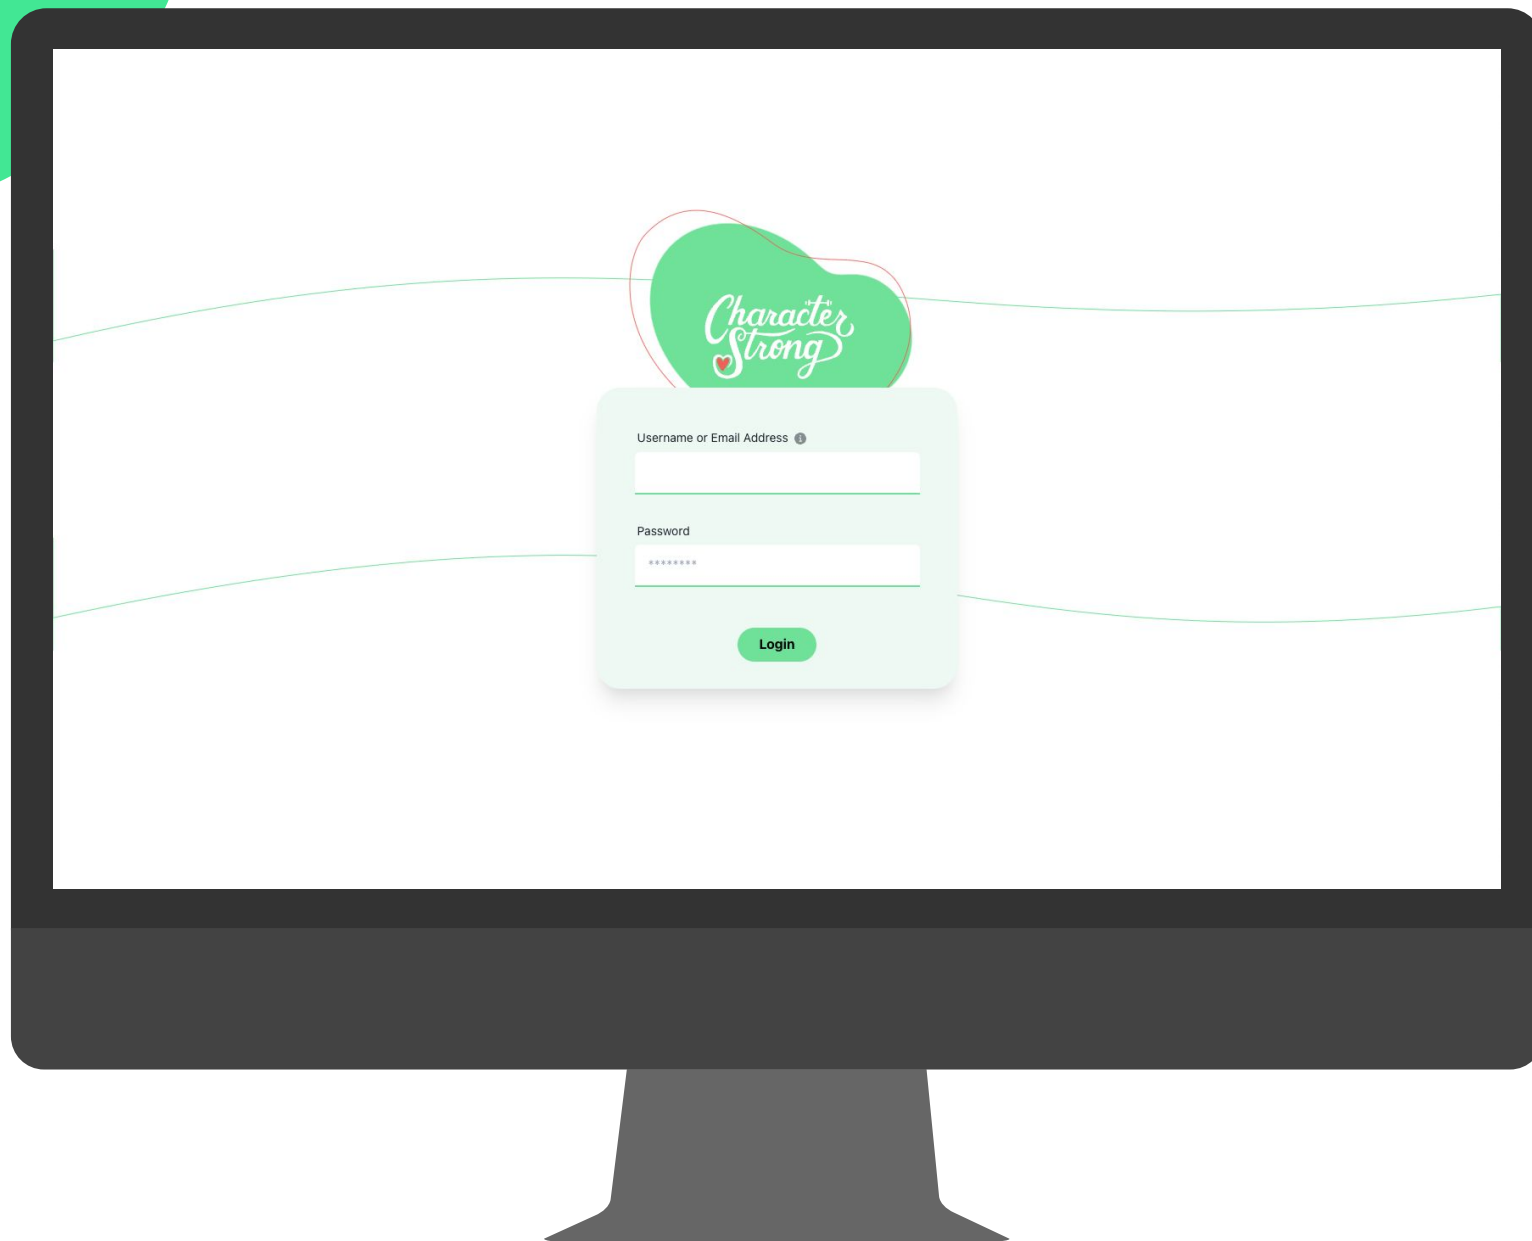 Character
Strong
Username or Email Address
Password
********
Login